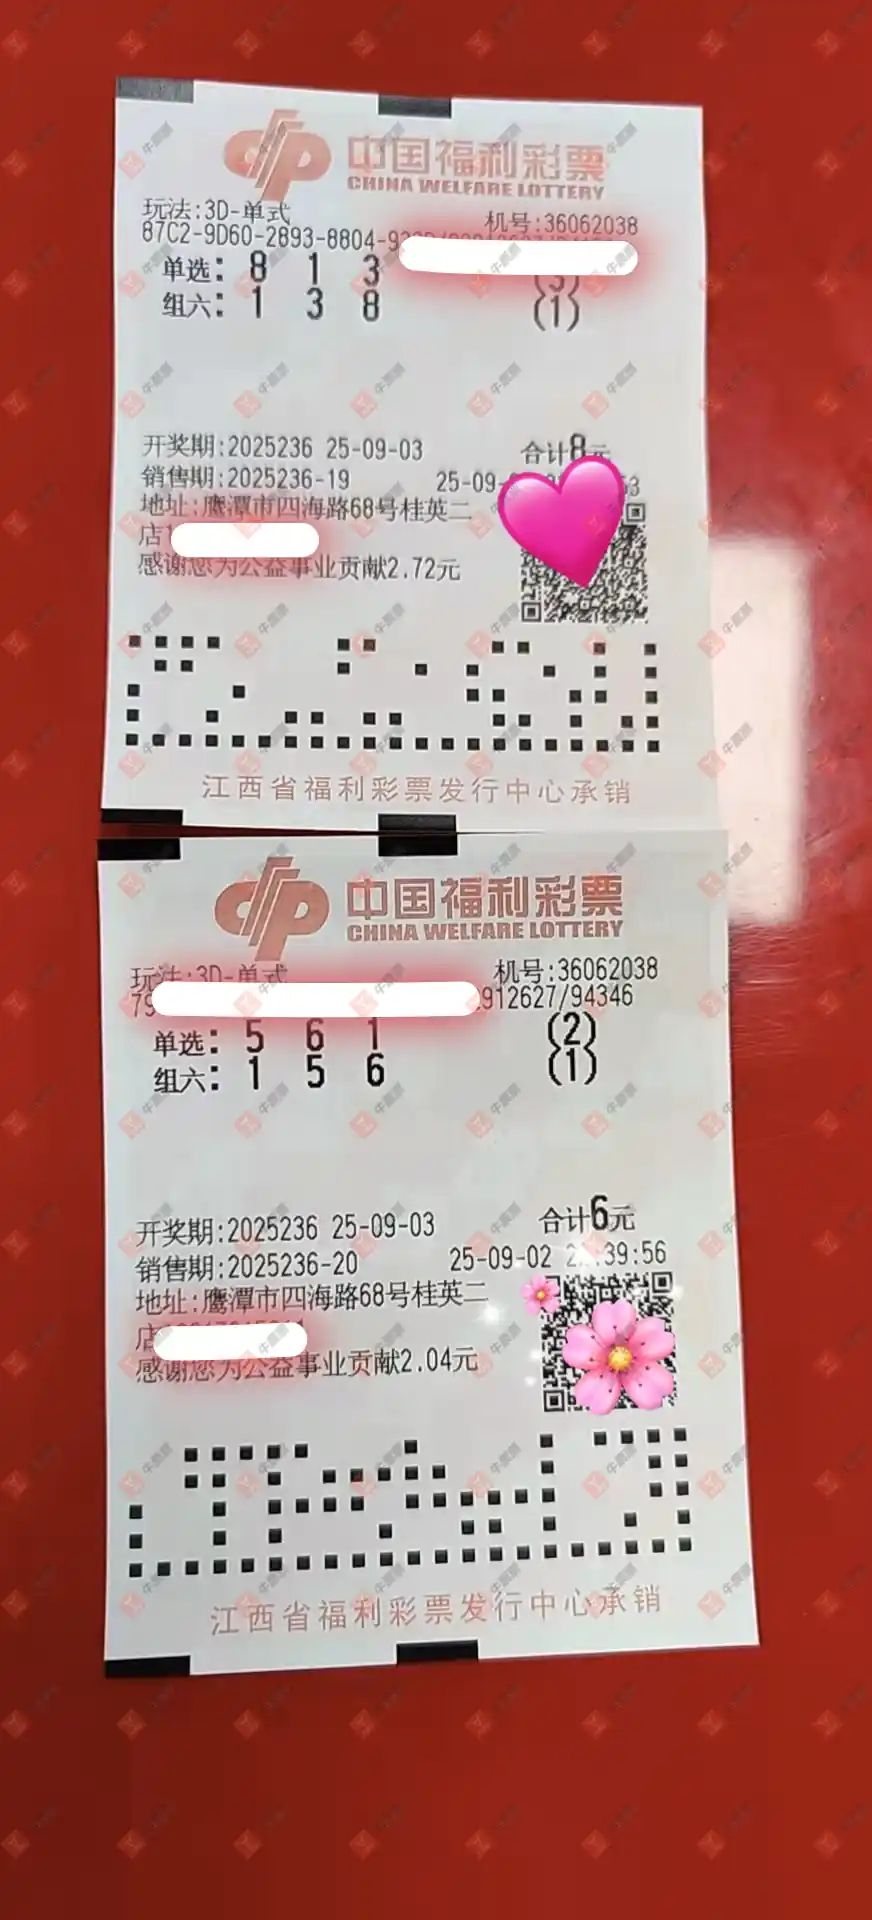 中国福利彩票
CHINA WELFARE LOTTERY
玩法:3D-单式 机号:36062038
87C2-9D60-2893-8804-9
单选: 8 1 3 (3)
组六: 1 3 8 (1)
开奖期:2025236 25-09-03 合计8元
销售期:2025236-19 25-09- 53
地址:鹰潭市四海路68号桂英二
店
感谢您为公益事业贡献2.72元
江西省福利彩票发行中心承销
中国福利彩票
CHINA WELFARE LOTTERY
玩法:3D-单式 机号:36062038
79 912627/94346
单选: 5 6 1 (2)
组六: 1 5 6 (1)
开奖期:2025236 25-09-03 合计6元
销售期:2025236-20 25-09-02 2 :39:56
地址:鹰潭市四海路68号桂英二
店
感谢您为公益事业贡献2.04元
江西省福利彩票发行中心承销